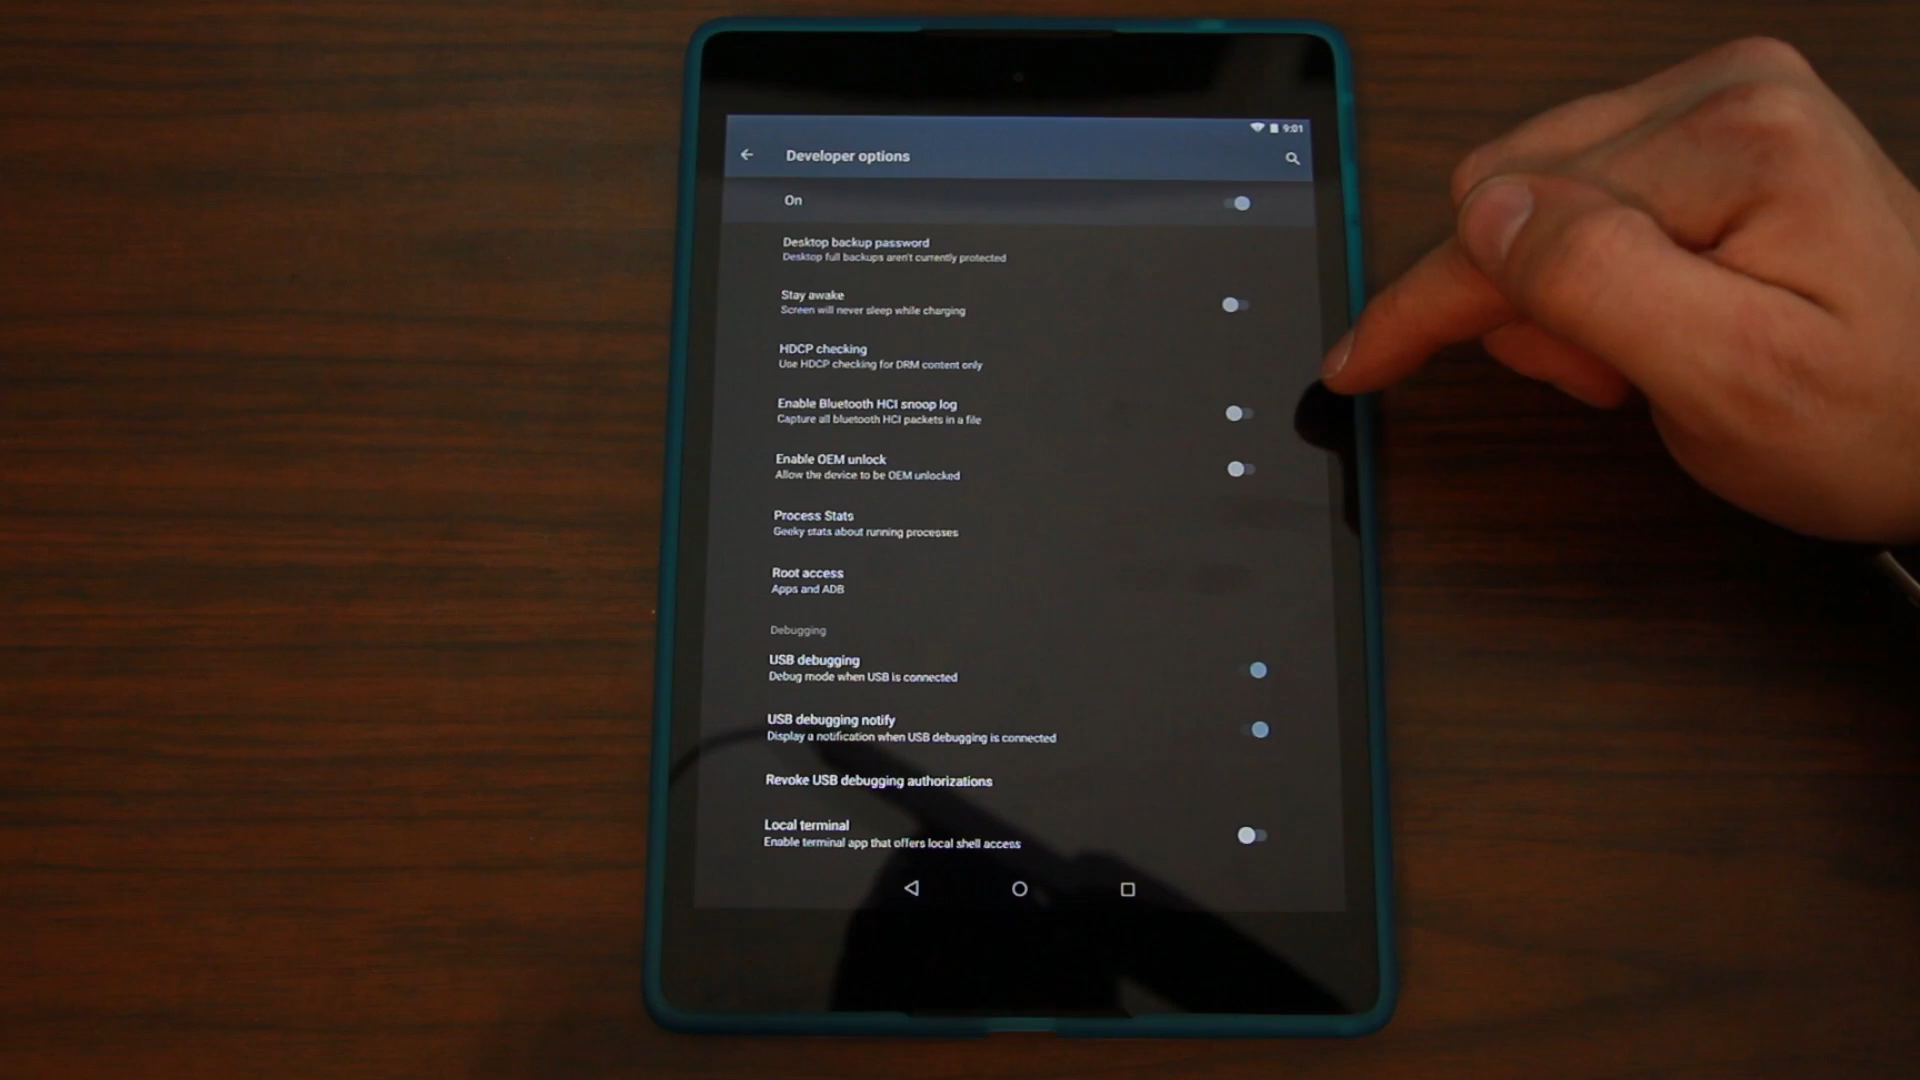 9:01
Developer options
On
Desktop backup password
Desktop full backups aren't currently protected
Stay awake
Screen will never sleep while charging
HDCP checking
Use HDCP checking for DRM content only
Enable Bluetooth HCI snoop log
Capture all bluetooth HCI packets in a file
Enable OEM unlock
Allow the device to be OEM unlocked
Process Stats
Geeky stats about running processes
Root access
Apps and ADB
Debugging
USB debugging
Debug mode when USB is connected
USB debugging notify
Display a notification when USB debugging is connected
Revoke USB debugging authorizations
Local terminal
Enable terminal app that offers local shell access